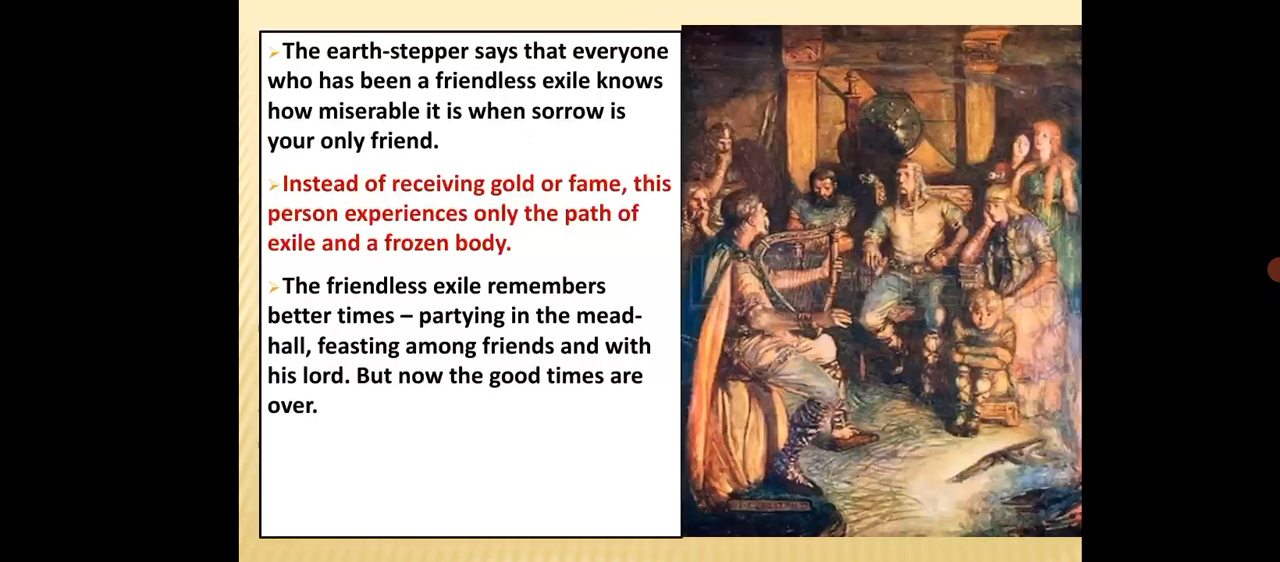 The earth-stepper says that everyone
who has been a friendless exile knows
how miserable it is when sorrow is
your only friend.
Instead of receiving gold or fame, this
person experiences only the path of
exile and a frozen body.
The friendless exile remembers
better times – partying in the mead-
hall, feasting among friends and with
his lord. But now the good times are
over.